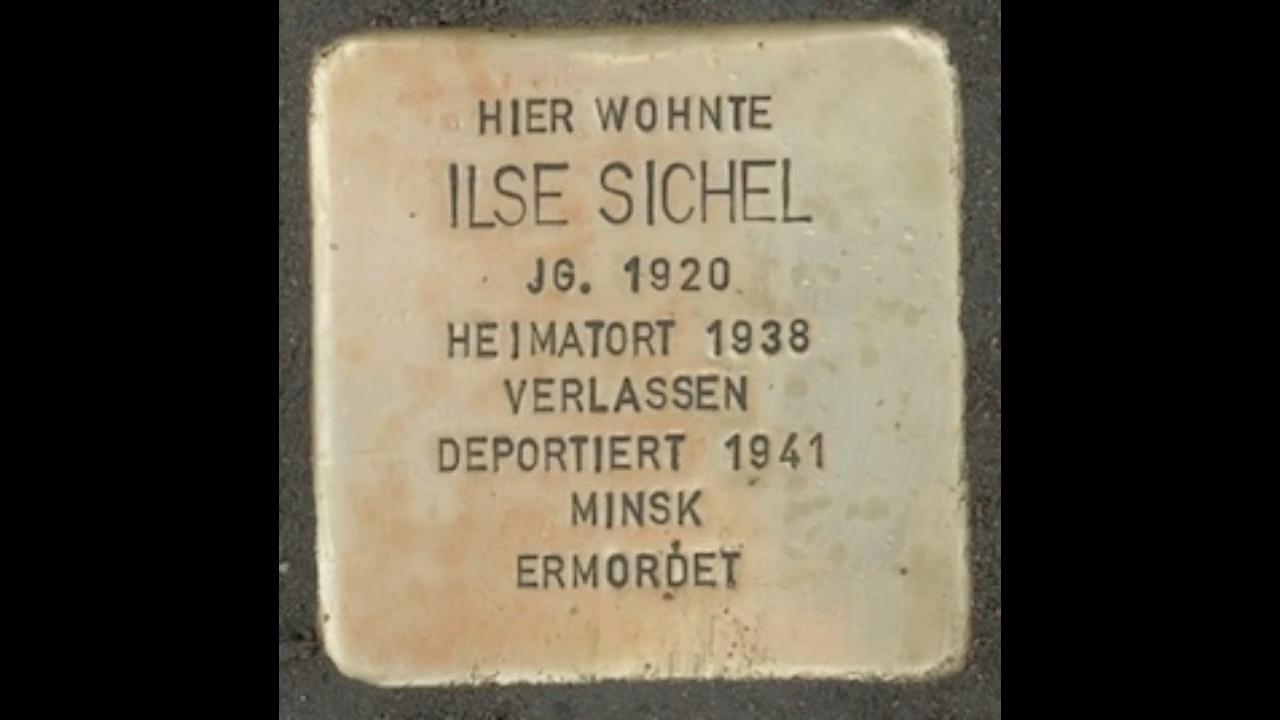 HIER WOHNTE
ILSE SICHEL
JG. 1920
HEIMATORT 1938
VERLASSEN
DEPORTIERT 1941
MINSK
ERMORDET